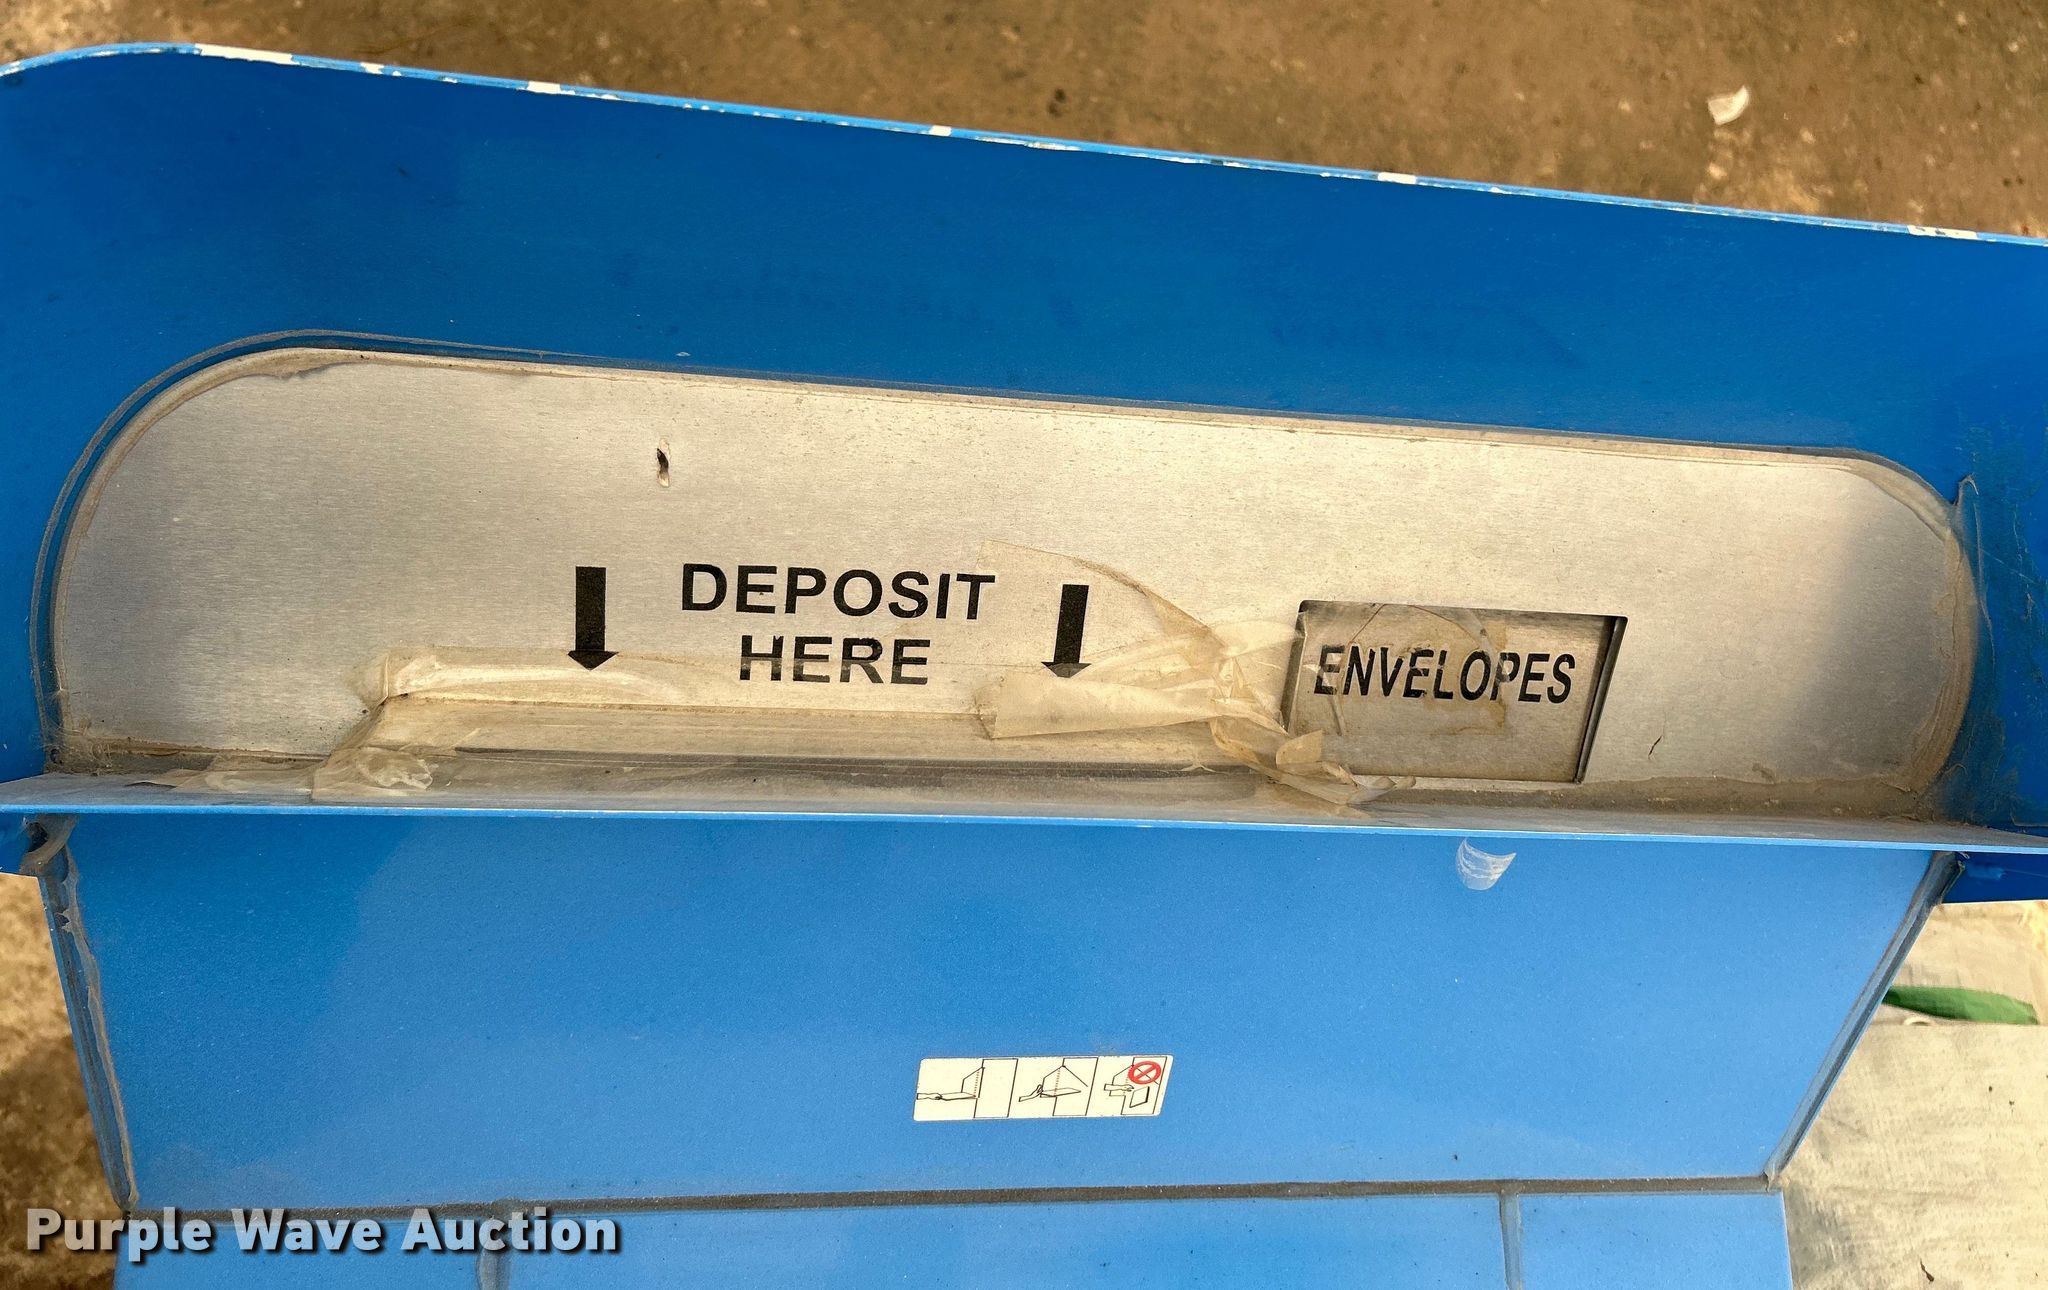 DEPOSIT
HERE
ENVELOPES
Purple Wave Auction